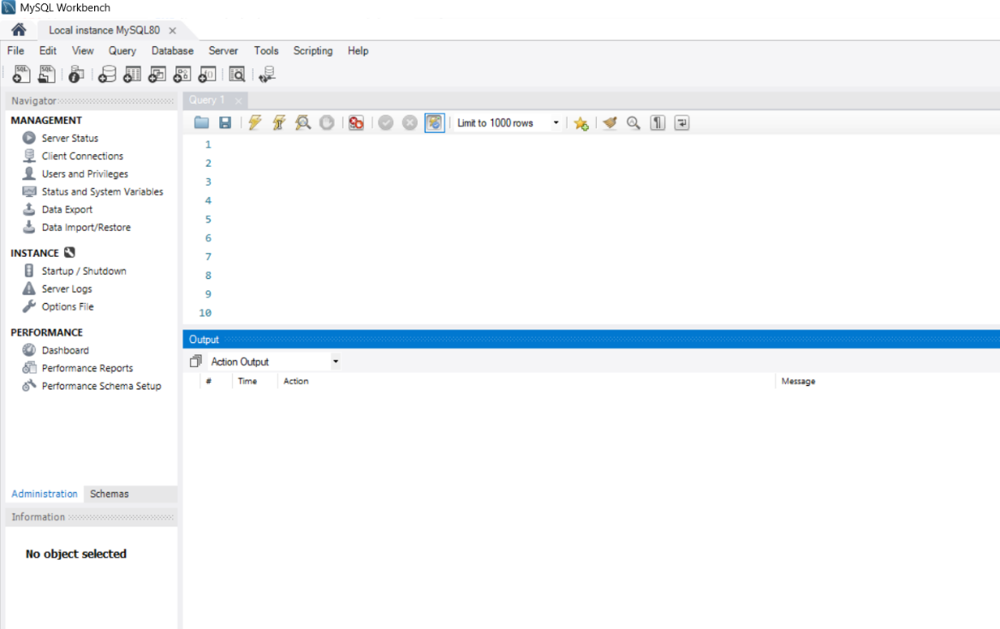 MySQL Workbench
Local instance MySQL80
File Edit View Query Database Server Tools Scripting Help
Navigator
MANAGEMENT
Server Status
Client Connections
Users and Privileges
Status and System Variables
Data Export
Data Import/Restore
INSTANCE
Startup / Shutdown
Server Logs
Options File
PERFORMANCE
Dashboard
Performance Reports
Performance Schema Setup
Administration Schemas
Information
No object selected
Query 1
Limit to 1000 rows
1
2
3
4
5
6
7
8
9
10
Output
Action Output
# Time Action Message